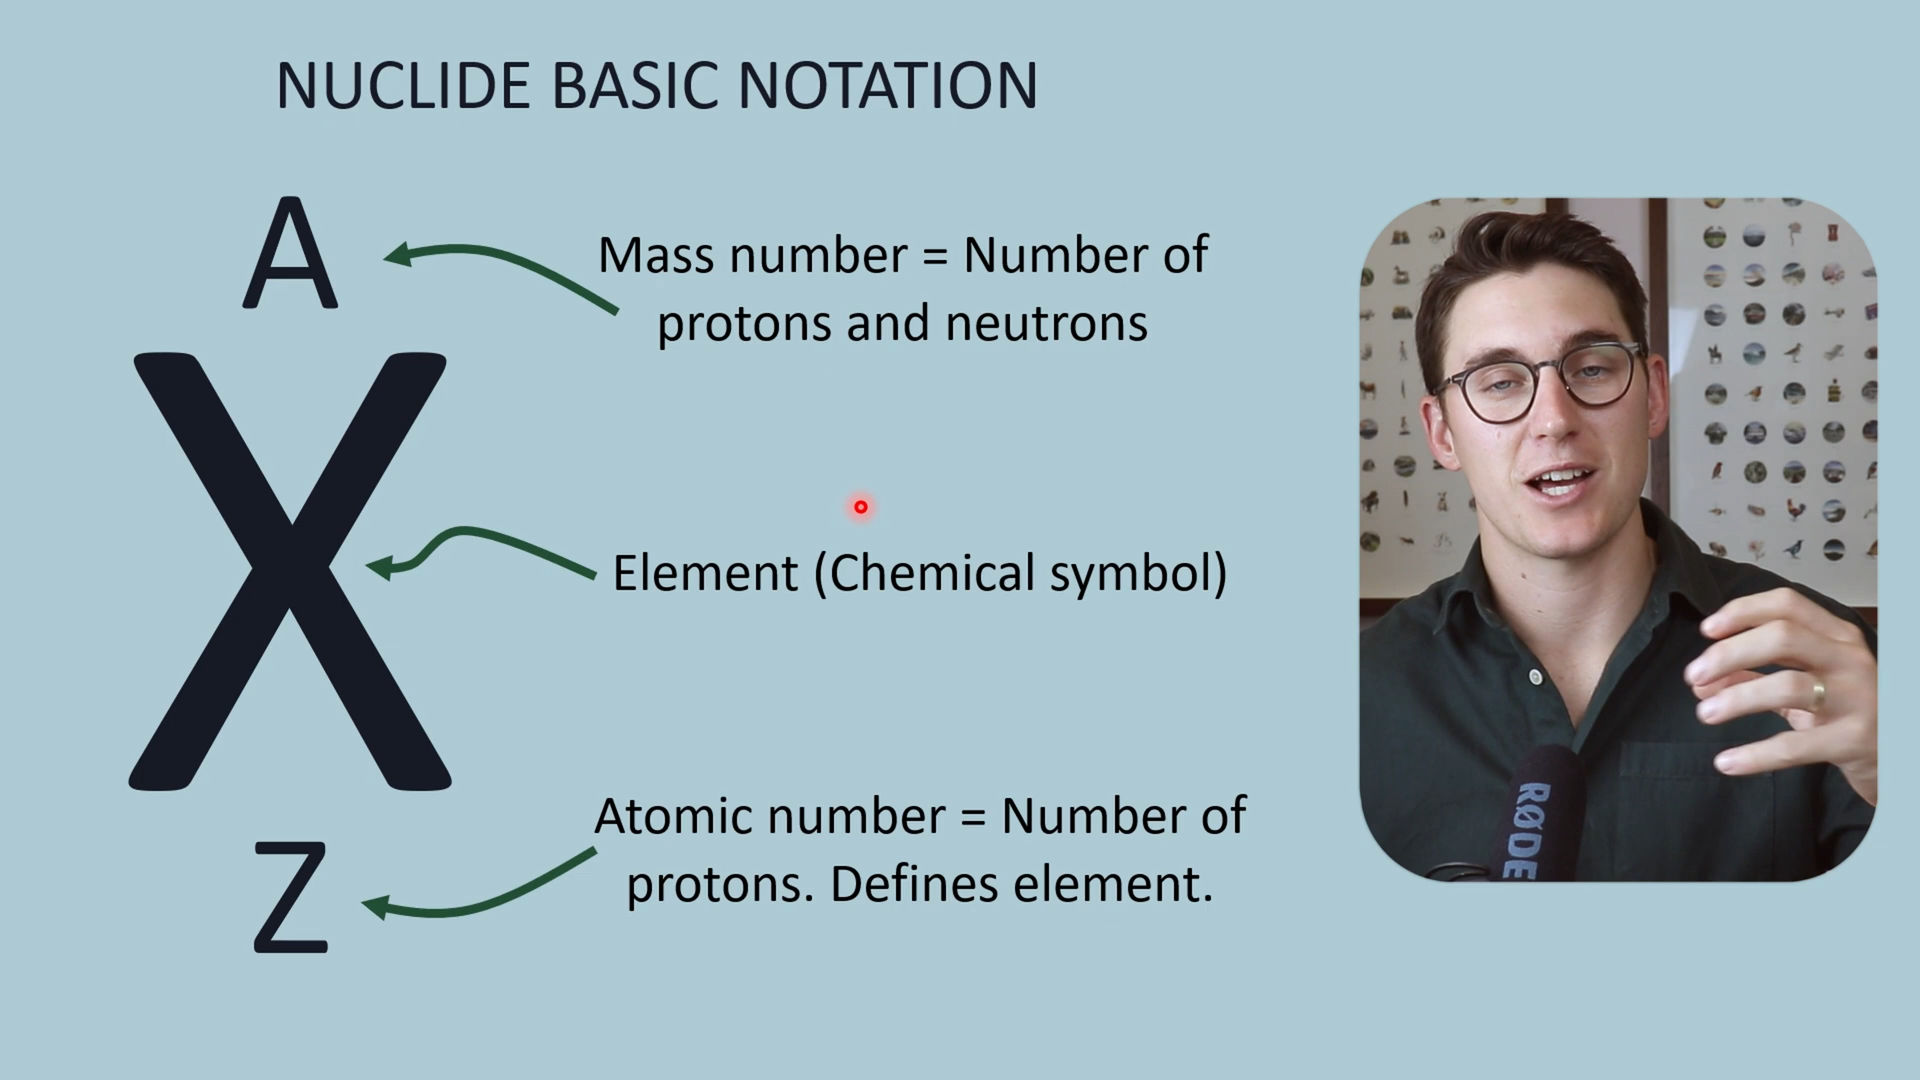 NUCLIDE BASIC NOTATION
A
Mass number = Number of
protons and neutrons
X
Element (Chemical symbol)
Atomic number = Number of
protons. Defines element.
Z
RØDE